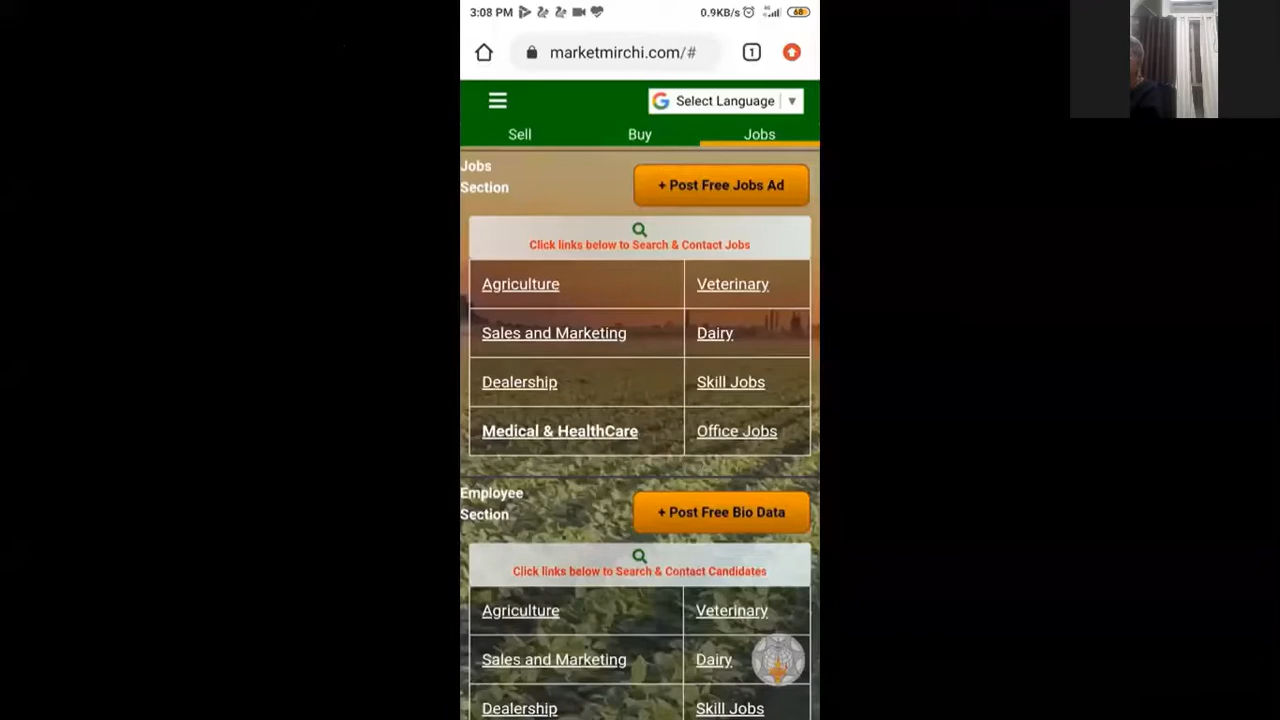 3:08 PM 0.9KB/s 68
marketmirchi.com/# 1
Select Language ▼
Sell Buy Jobs
Jobs
Section
+ Post Free Jobs Ad
Click links below to Search & Contact Jobs
Agriculture Veterinary
Sales and Marketing Dairy
Dealership Skill Jobs
Medical & HealthCare Office Jobs
Employee
Section
+ Post Free Bio Data
Click links below to Search & Contact Candidates
Agriculture Veterinary
Sales and Marketing Dairy
Dealership Skill Jobs